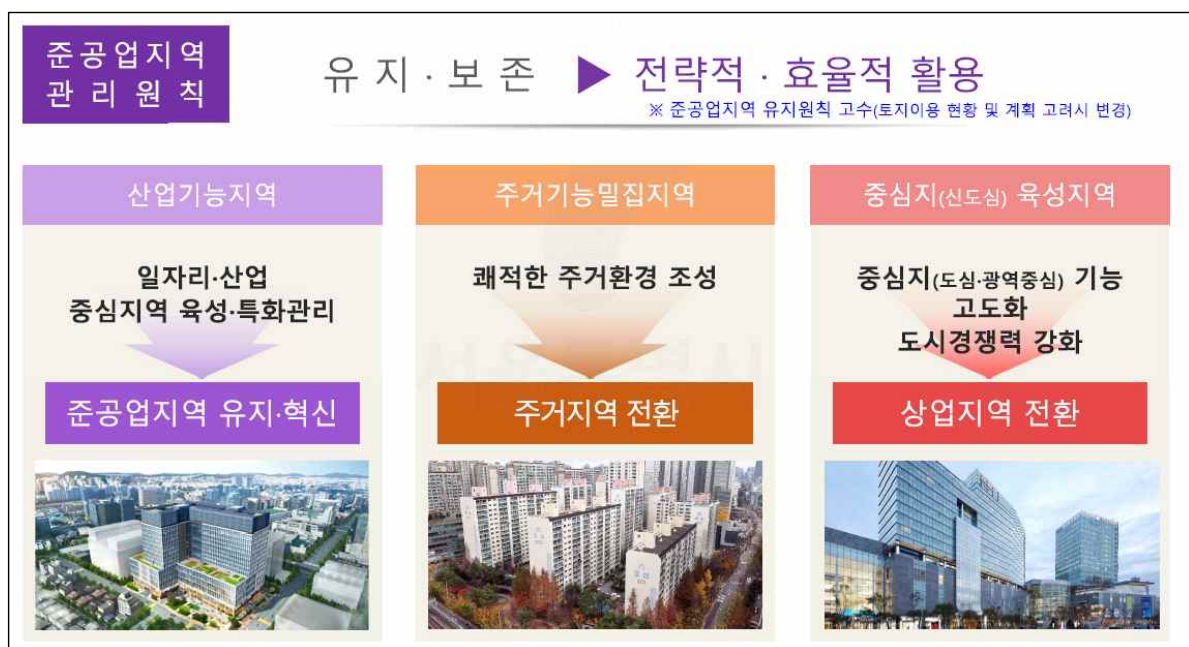 준공업지역
관리원칙
유지·보존 ▶ 전략적·효율적 활용
※ 준공업지역 유지원칙 고수(토지이용 현황 및 계획 고려시 변경)
산업기능지역
일자리·산업
중심지역 육성·특화관리
준공업지역 유지·혁신
주거기능밀집지역
쾌적한 주거환경 조성
주거지역 전환
중심지(신도심) 육성지역
중심지(도심·광역중심) 기능
고도화
도시경쟁력 강화
상업지역 전환